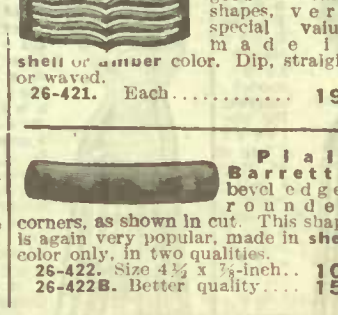 shapes, ver
special valu
made i
shell or amber color. Dip, straigh
or waved.
26-421. Each............ 19
Plai
Barrett
bevel edge
rounde
corners, as shown in cut. This shap
is again very popular, made in she
color only, in two qualities.
26-422. Size 4½ x ⅞-inch.. 10
26-422B. Better quality.... 15